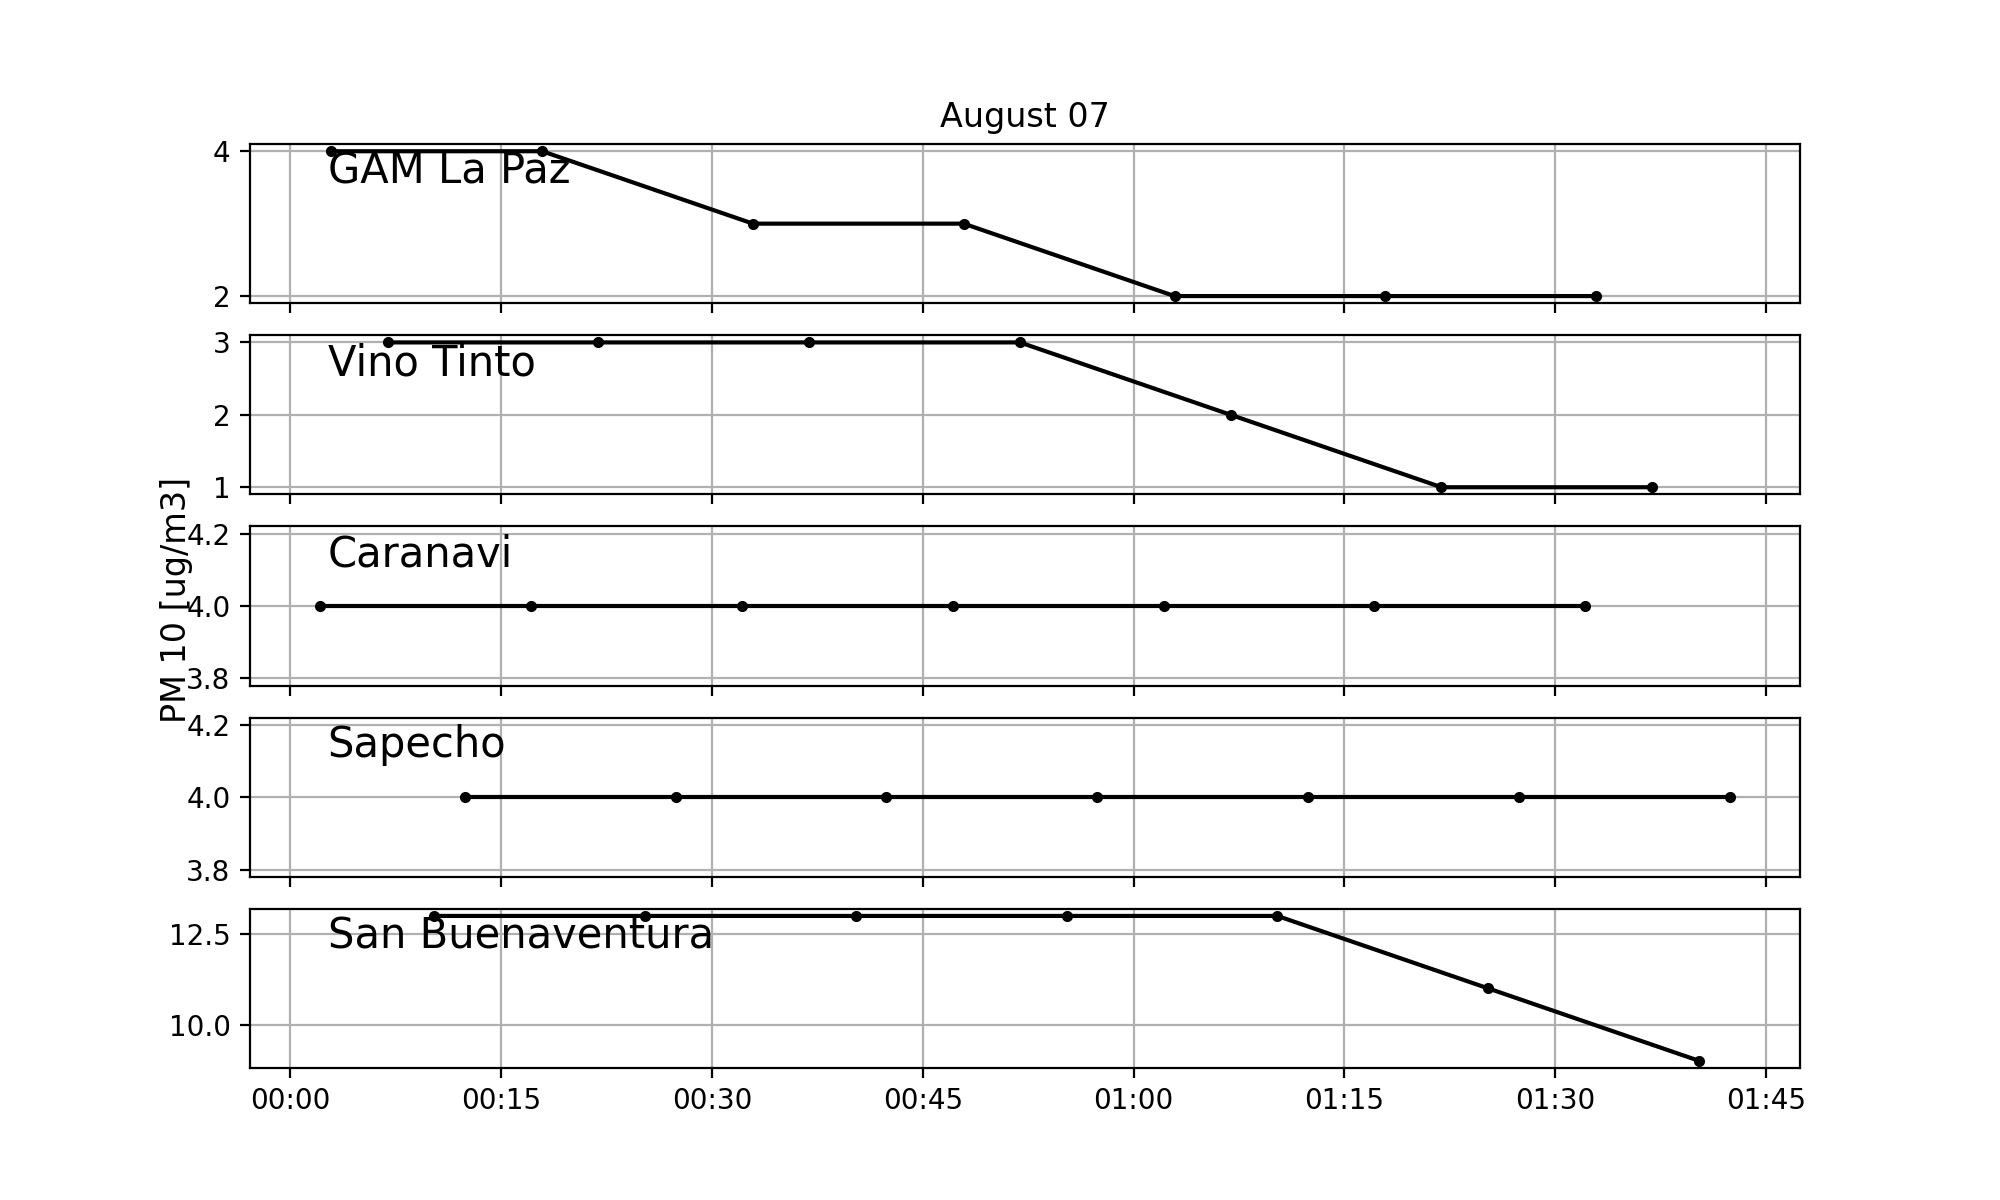 August 07
4
GAM La Paz
2
3
Vino Tinto
2
1
PM 10 [ug/m3]
4.2
Caranavi
4.0
3.8
4.2
Sapecho
4.0
3.8
San Buenaventura
12.5
10.0
00:00 00:15 00:30 00:45 01:00 01:15 01:30 01:45